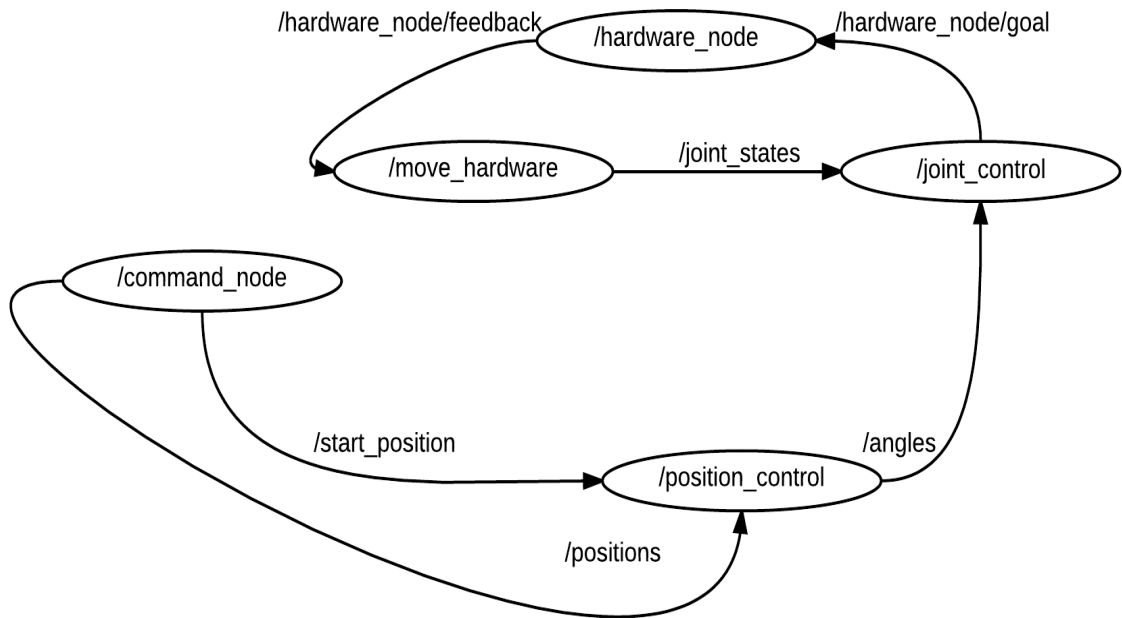 /hardware_node/feedback
/hardware_node
/hardware_node/goal
/move_hardware
/joint_states
/joint_control
/command_node
/start_position
/angles
/position_control
/positions